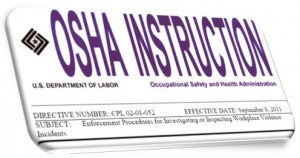 OSHA INSTRUCTION
U.S. DEPARTMENT OF LABOR Occupational Safety and Health Administration
DIRECTIVE NUMBER: CPL 02-01-052 EFFECTIVE DATE: September 8, 2011
SUBJECT: Enforcement Procedures for Investigating or Inspecting Workplace Violence
Incidents